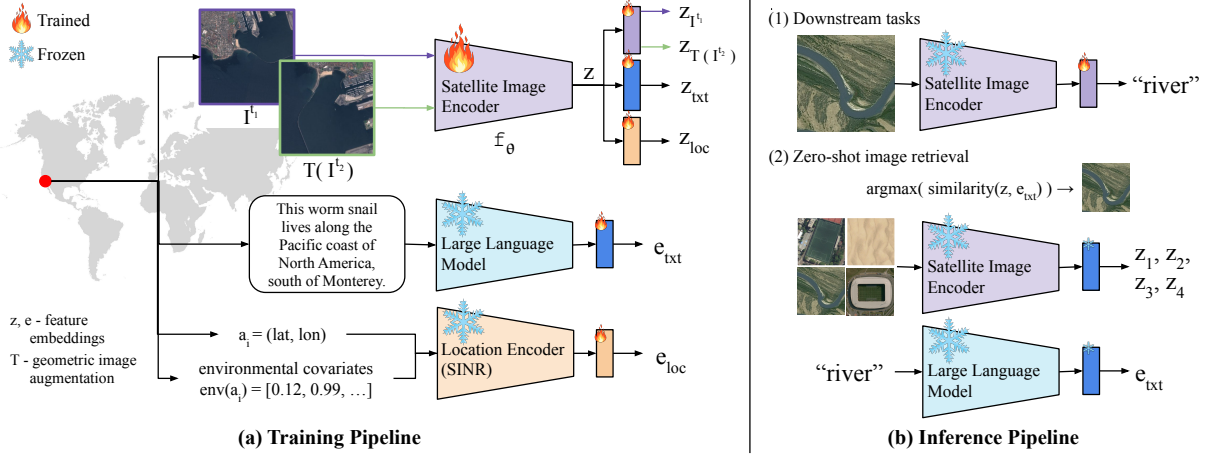 Trained
Frozen
I^{t_1}
T( I^{t_2})
Satellite Image
Encoder
f_θ
z
z_{I^{t_1}}
z_{T( I^{t_2})}
z_{txt}
z_{loc}
This worm snail
lives along the
Pacific coast of
North America,
south of Monterey.
Large Language
Model
e_{txt}
z, e - feature
embeddings
T - geometric image
augmentation
a_i = (lat, lon)
environmental covariates
env(a_i) = [0.12, 0.99, …]
Location Encoder
(SINR)
e_{loc}
(a) Training Pipeline
(1) Downstream tasks
Satellite Image
Encoder
“river”
(2) Zero-shot image retrieval
argmax( similarity(z, e_{txt}) ) →
Satellite Image
Encoder
z_1, z_2,
z_3, z_4
“river”
Large Language
Model
e_{txt}
(b) Inference Pipeline